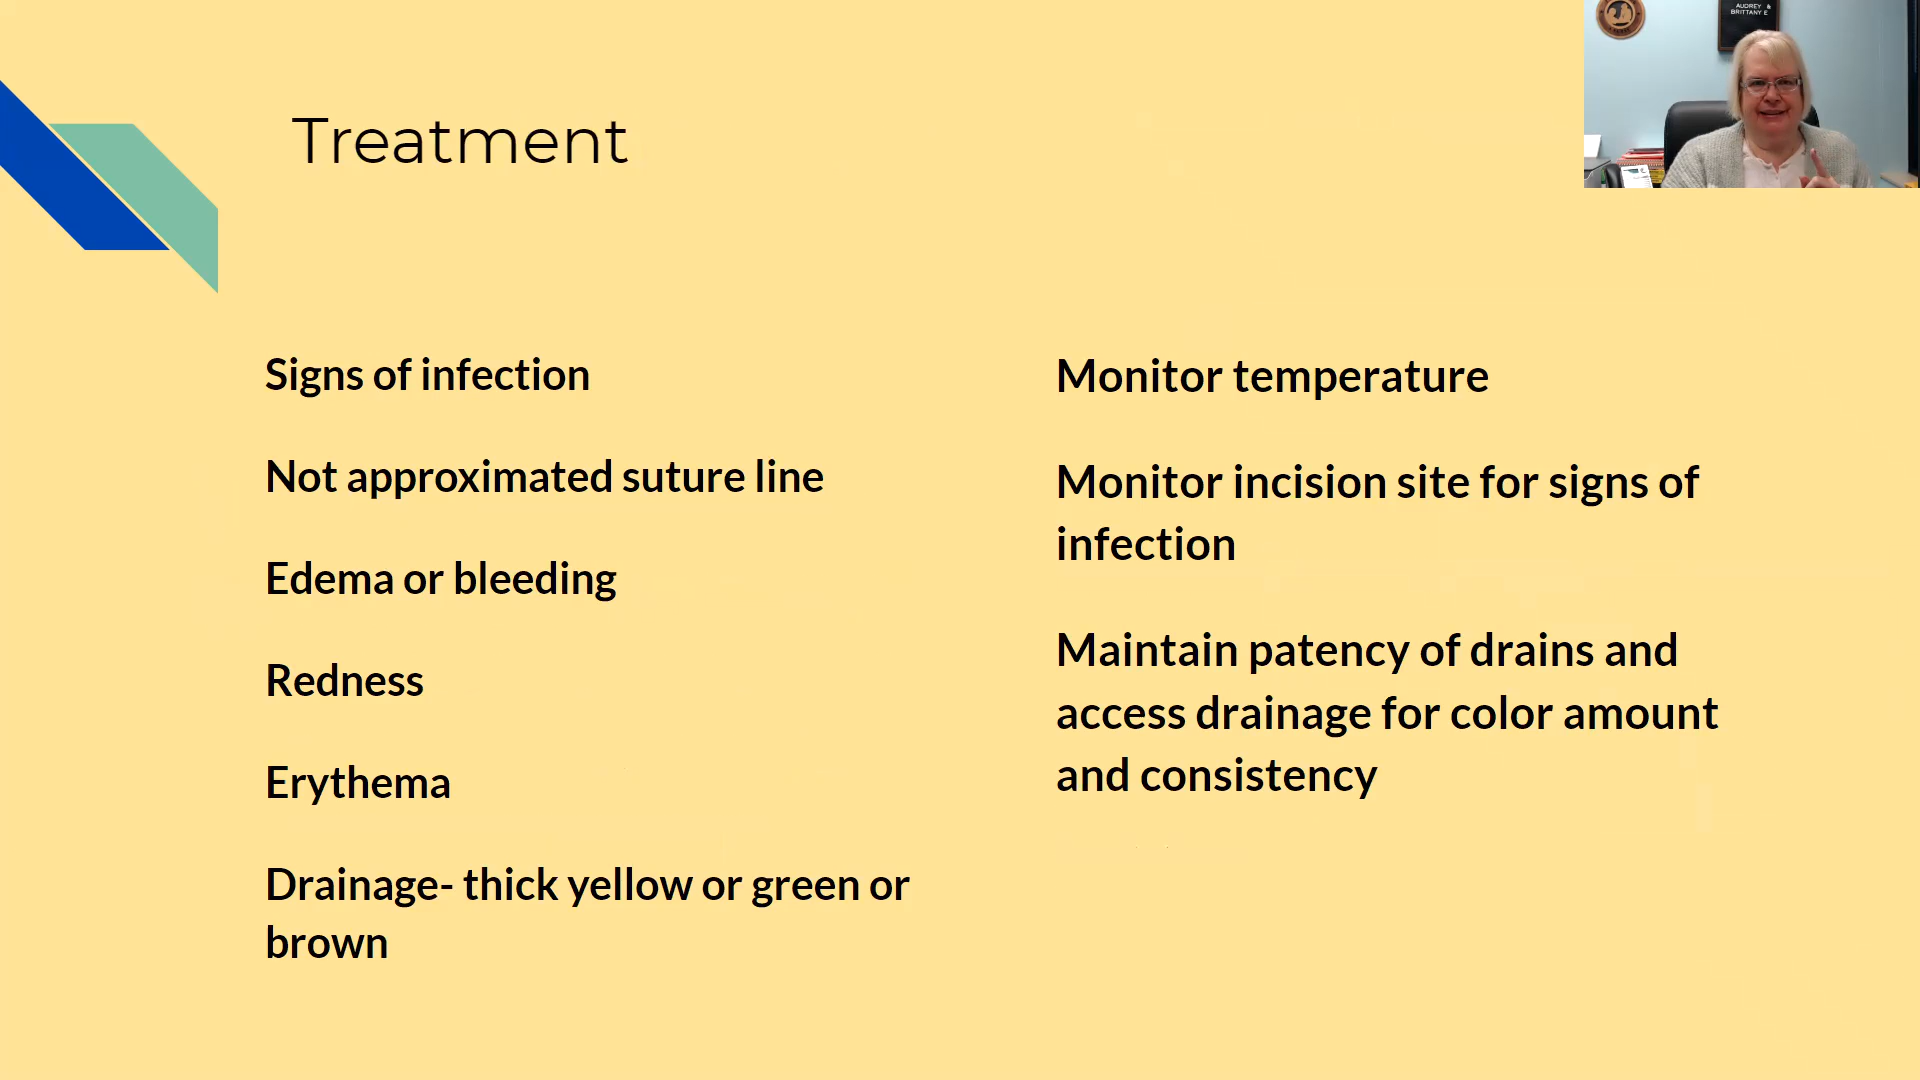 Treatment
Signs of infection
Not approximated suture line
Edema or bleeding
Redness
Erythema
Drainage- thick yellow or green or
brown
Monitor temperature
Monitor incision site for signs of
infection
Maintain patency of drains and
access drainage for color amount
and consistency
AUDREY &
BRITTANY E